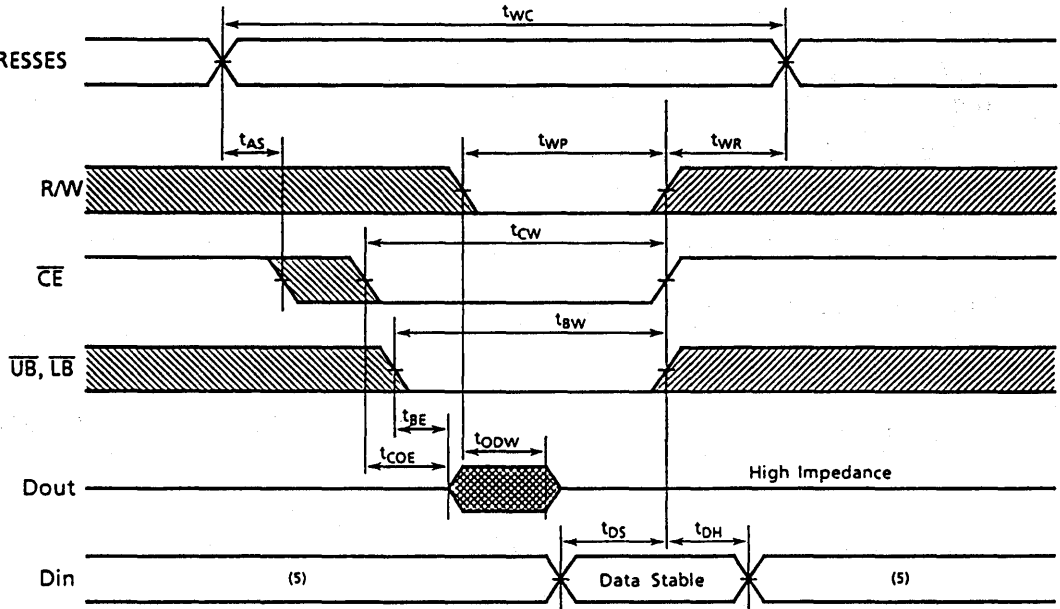 tWC
RESSES
tAS
tWP
tWR
R/W
tCW
CE
tBW
UB, LB
tBE
tCOE
tODW
Dout
High Impedance
tDS
tDH
Din
(5)
Data Stable
(5)